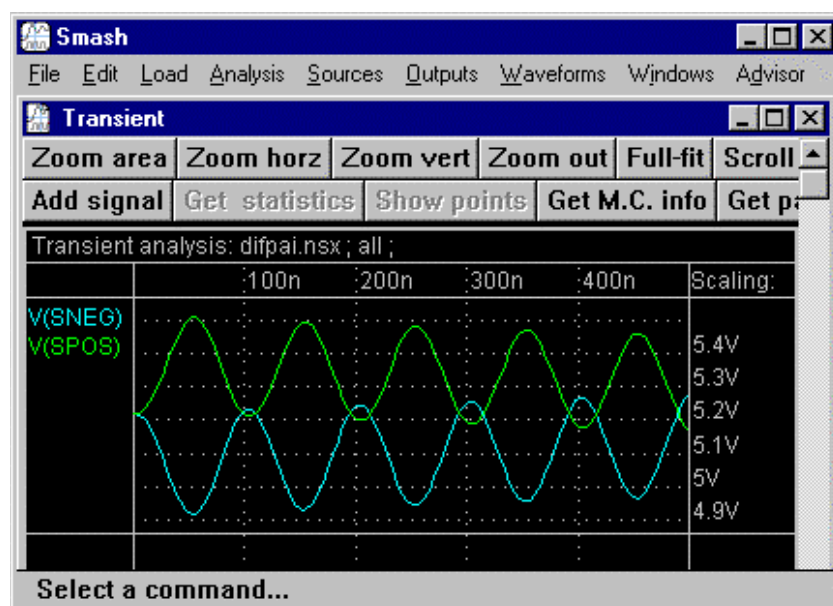 Smash
File Edit Load Analysis Sources Outputs Waveforms Windows Advisor
Transient
Zoom area Zoom horz Zoom vert Zoom out Full-fit Scroll
Add signal Get statistics Show points Get M.C. info Get pa
Transient analysis: difpai.nsx ; all ;
100n 200n 300n 400n Scaling:
V(SNEG)
V(SPOS)
5.4V
5.3V
5.2V
5.1V
5V
4.9V
Select a command...